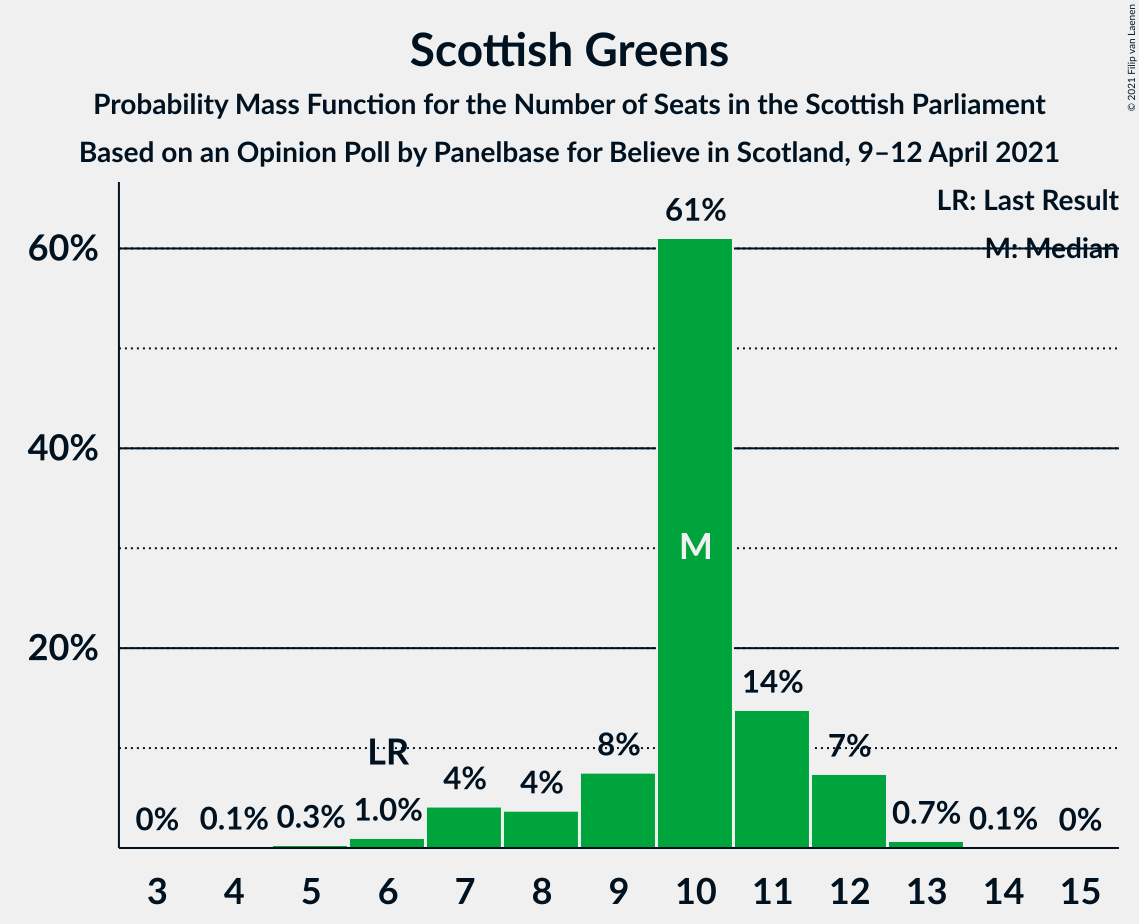 Scottish Greens
Probability Mass Function for the Number of Seats in the Scottish Parliament
Based on an Opinion Poll by Panelbase for Believe in Scotland, 9–12 April 2021
© 2021 Filip van Laenen
LR: Last Result
M: Median
60%
40%
20%
0%
0.1%
0.3%
1.0%
LR
4%
4%
8%
61%
M
14%
7%
0.7%
0.1%
0%
3 4 5 6 7 8 9 10 11 12 13 14 15